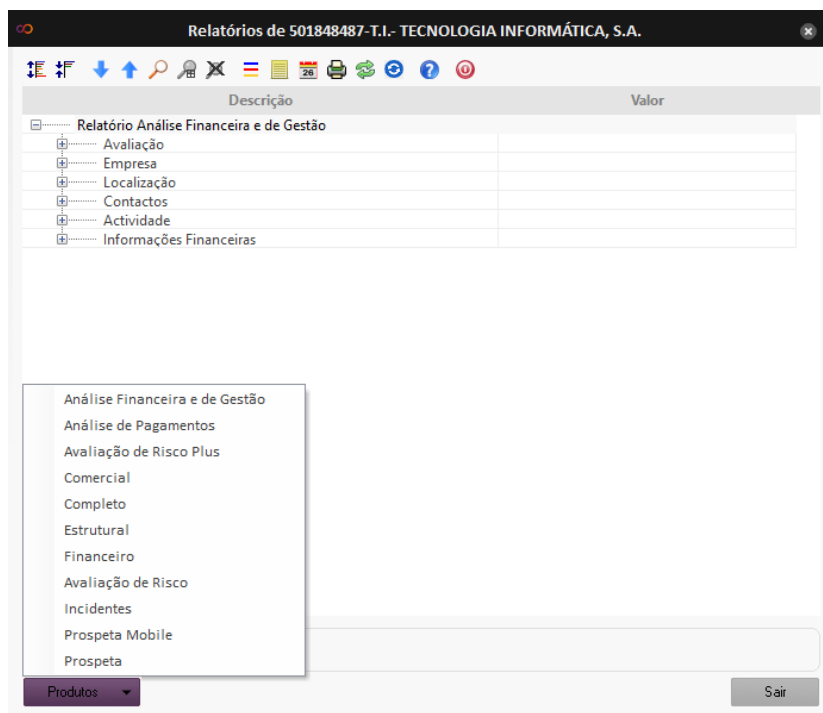 Relatórios de 501848487-T.I.- TECNOLOGIA INFORMÁTICA, S.A.
26
Descrição Valor
Relatório Análise Financeira e de Gestão
Avaliação
Empresa
Localização
Contactos
Actividade
Informações Financeiras
Análise Financeira e de Gestão
Análise de Pagamentos
Avaliação de Risco Plus
Comercial
Completo
Estrutural
Financeiro
Avaliação de Risco
Incidentes
Prospeta Mobile
Prospeta
Produtos Sair